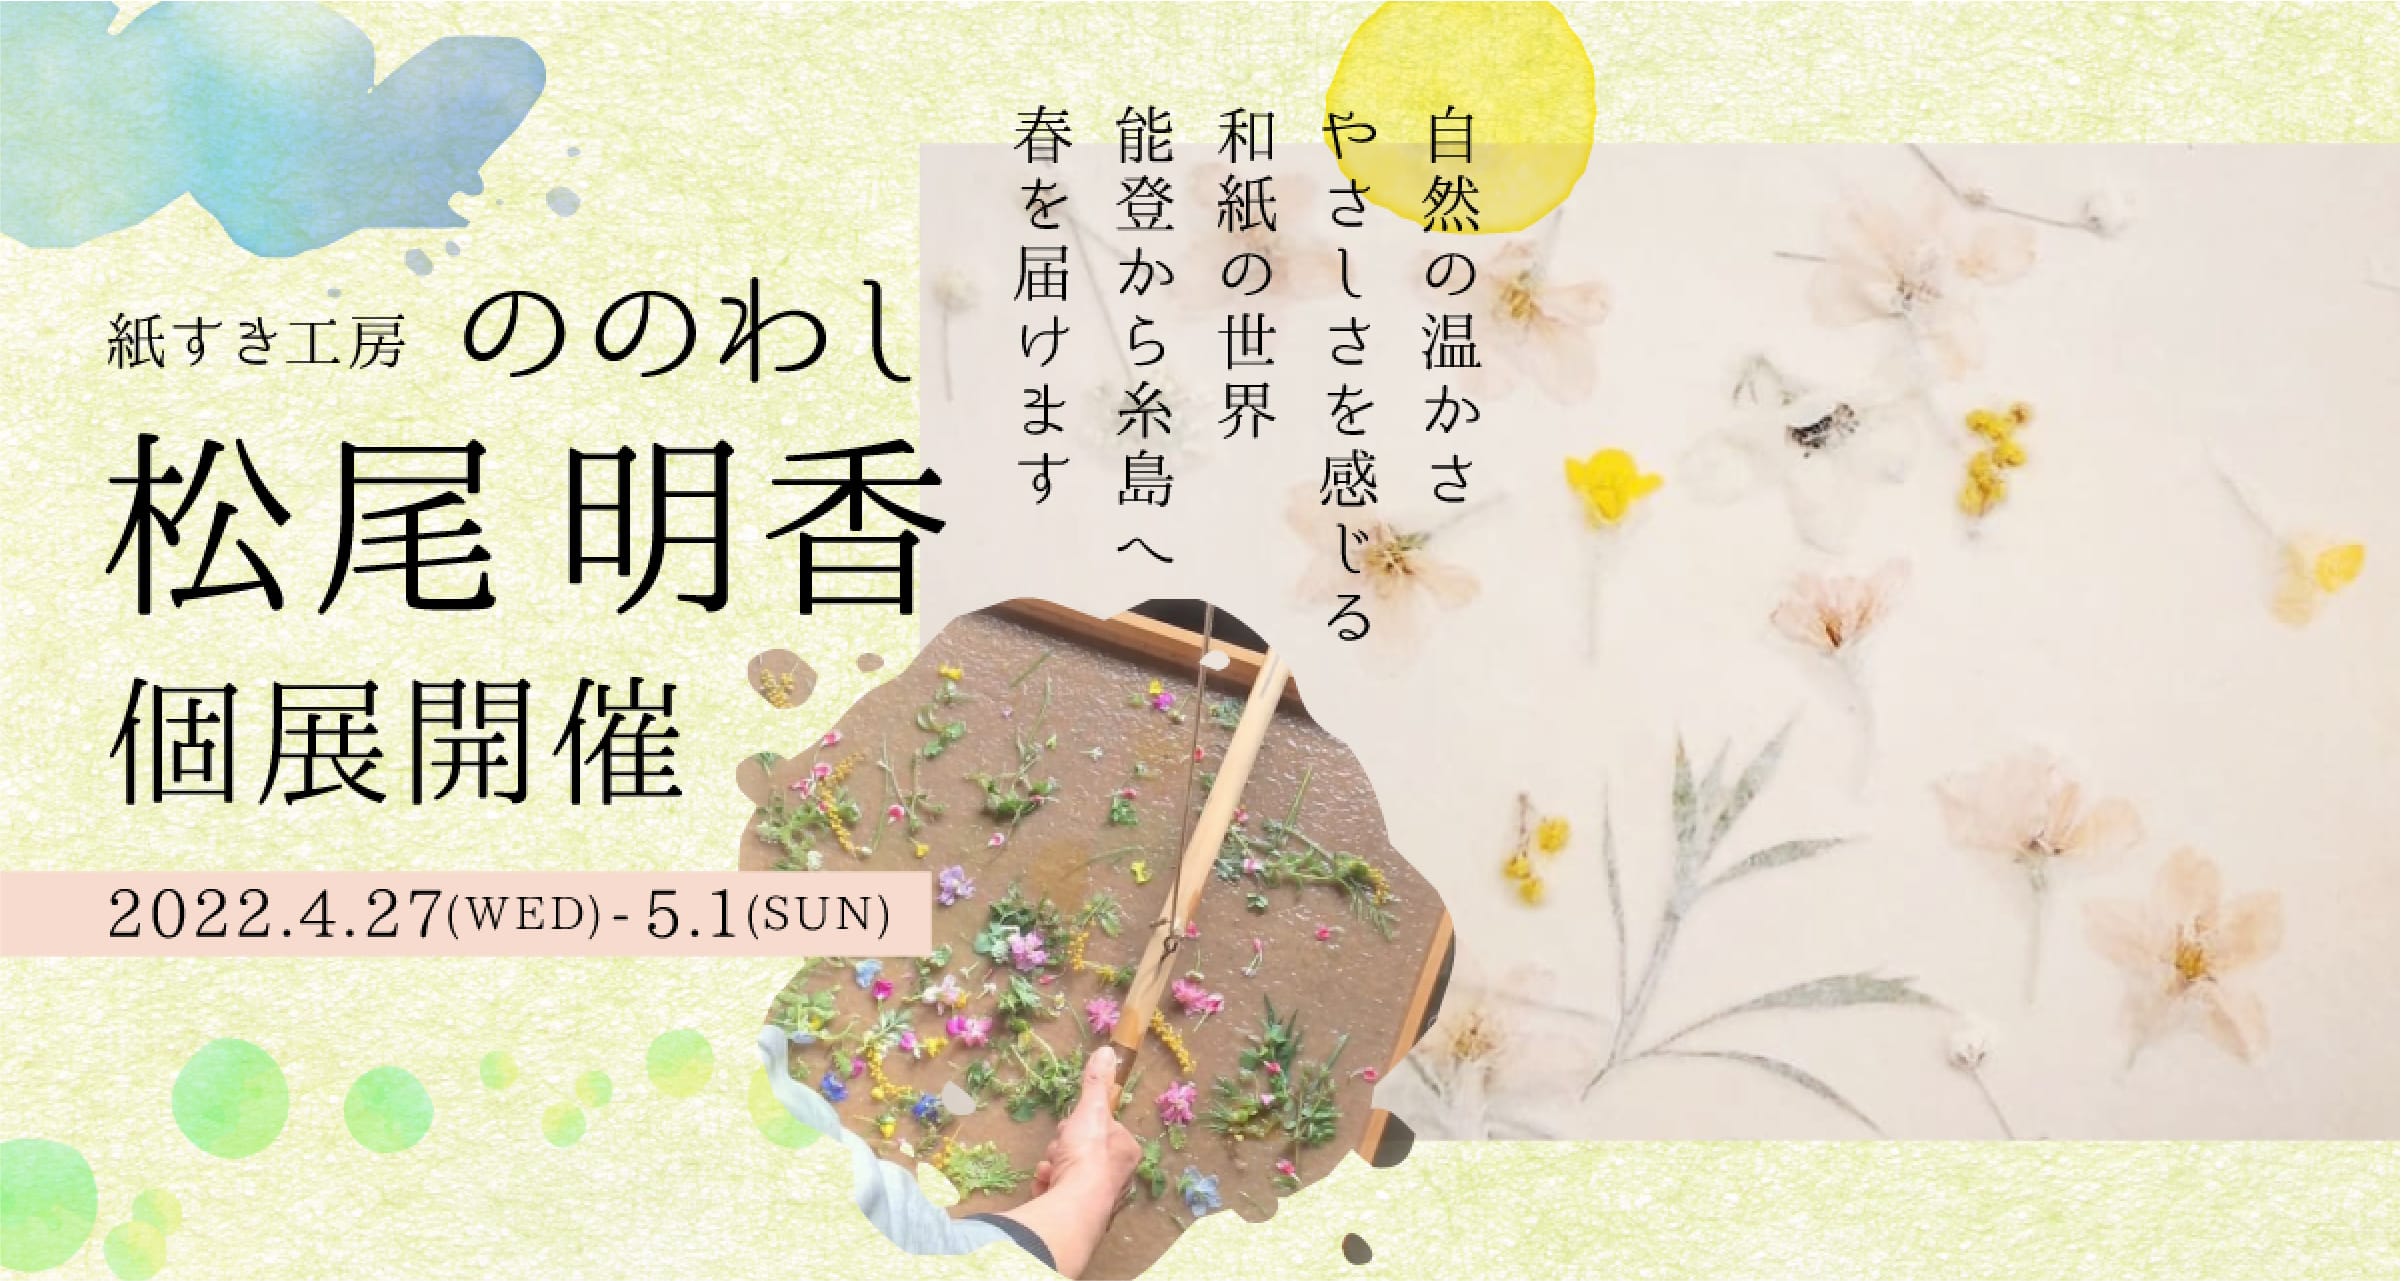 自然の温かさ
やさしさを感じる
和紙の世界
能登から糸島へ
春を届けます
紙すき工房 ののわし
松尾 明香
個展開催
2022.4.27(WED)-5.1(SUN)